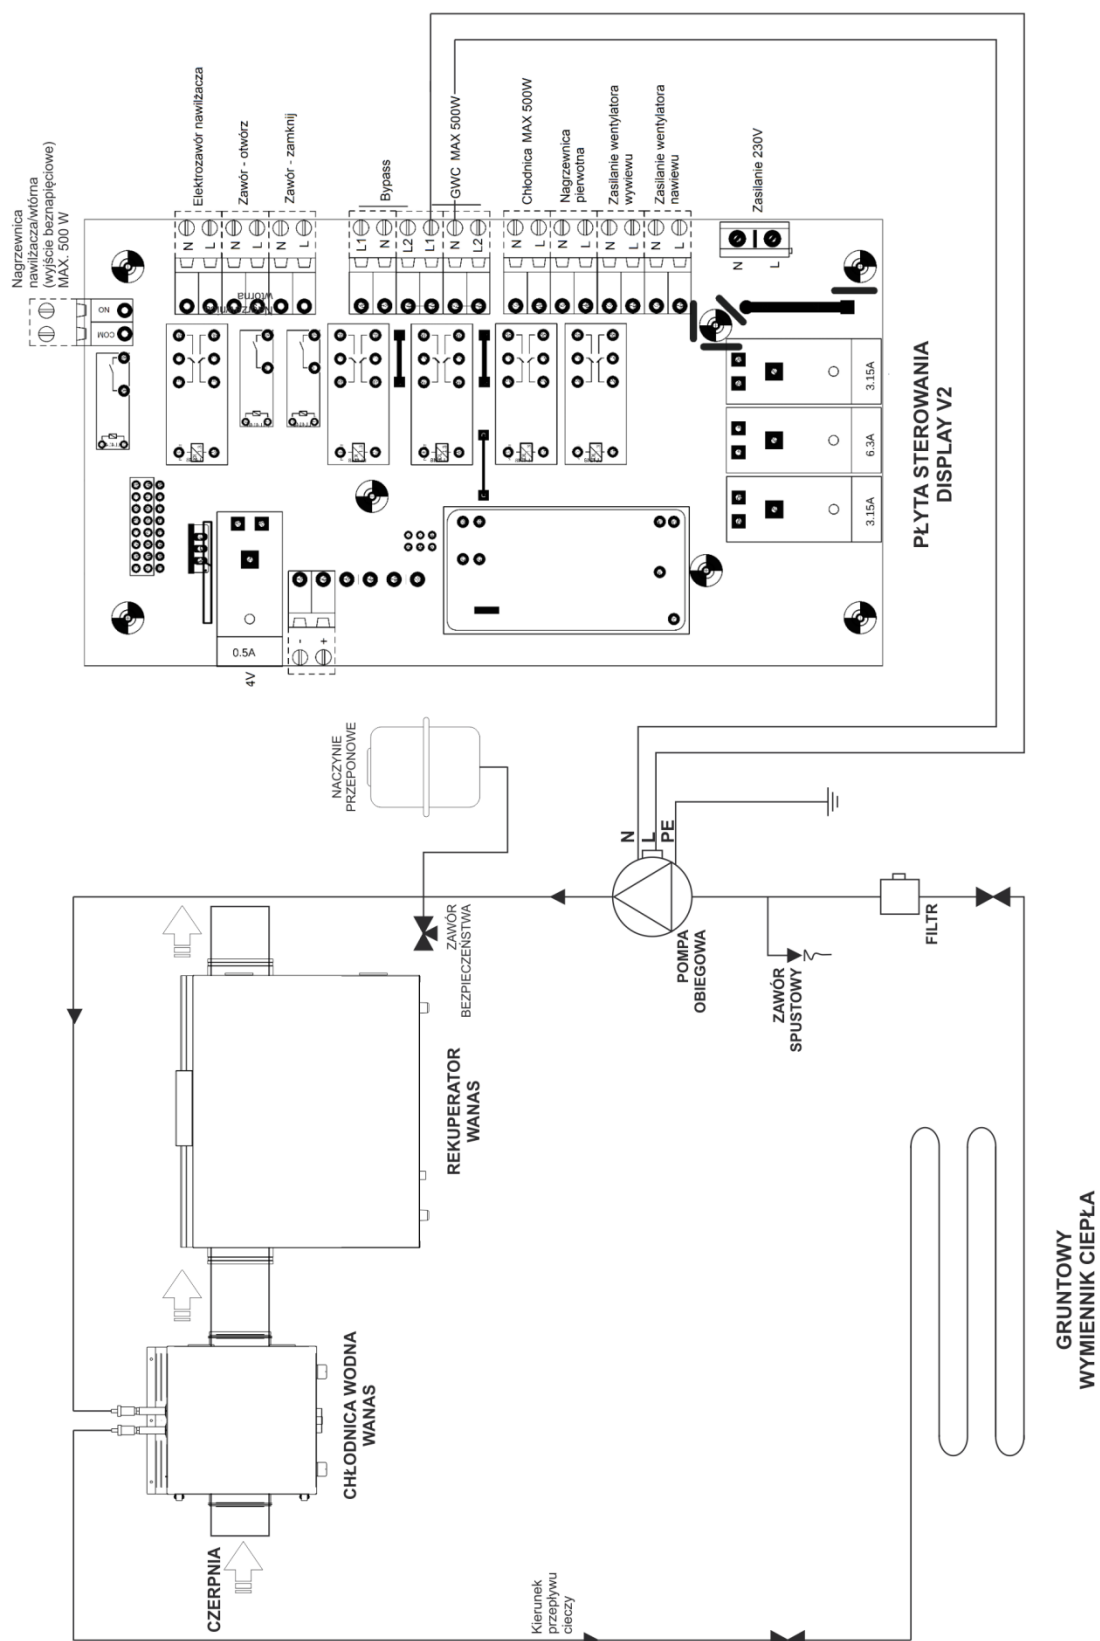 Nagrzewnica
nawilżacza/wtórna
(wyjście beznapięciowe)
MAX. 500 W
Elektrozawór nawilżacza
Zawór - otwórz
Zawór - zamknij
Bypass
GWC MAX 500W
Chłodnica MAX 500W
Nagrzewnica
pierwotna
Zasilanie wentylatora
wywiewu
Zasilanie wentylatora
nawiewu
Zasilanie 230V
COM
NO
N
L
N
L
N
L
L1
N
L2
L1
N
L2
N
L
N
L
N
L
N
L
N
L
wtórna
0.5A
4V
-
+
3.15A
6.3A
3.15A
PŁYTA STEROWANIA
DISPLAY V2
NACZYNIE
PRZEPONOWE
N
L
PE
ZAWÓR
BEZPIECZEŃSTWA
POMPA
OBIEGOWA
ZAWÓR
SPUSTOWY
FILTR
REKUPERATOR
WANAS
CHŁODNICA WODNA
WANAS
CZERPNIA
GRUNTOWY
WYMIENNIK CIEPŁA
Kierunek
przepływu
cieczy